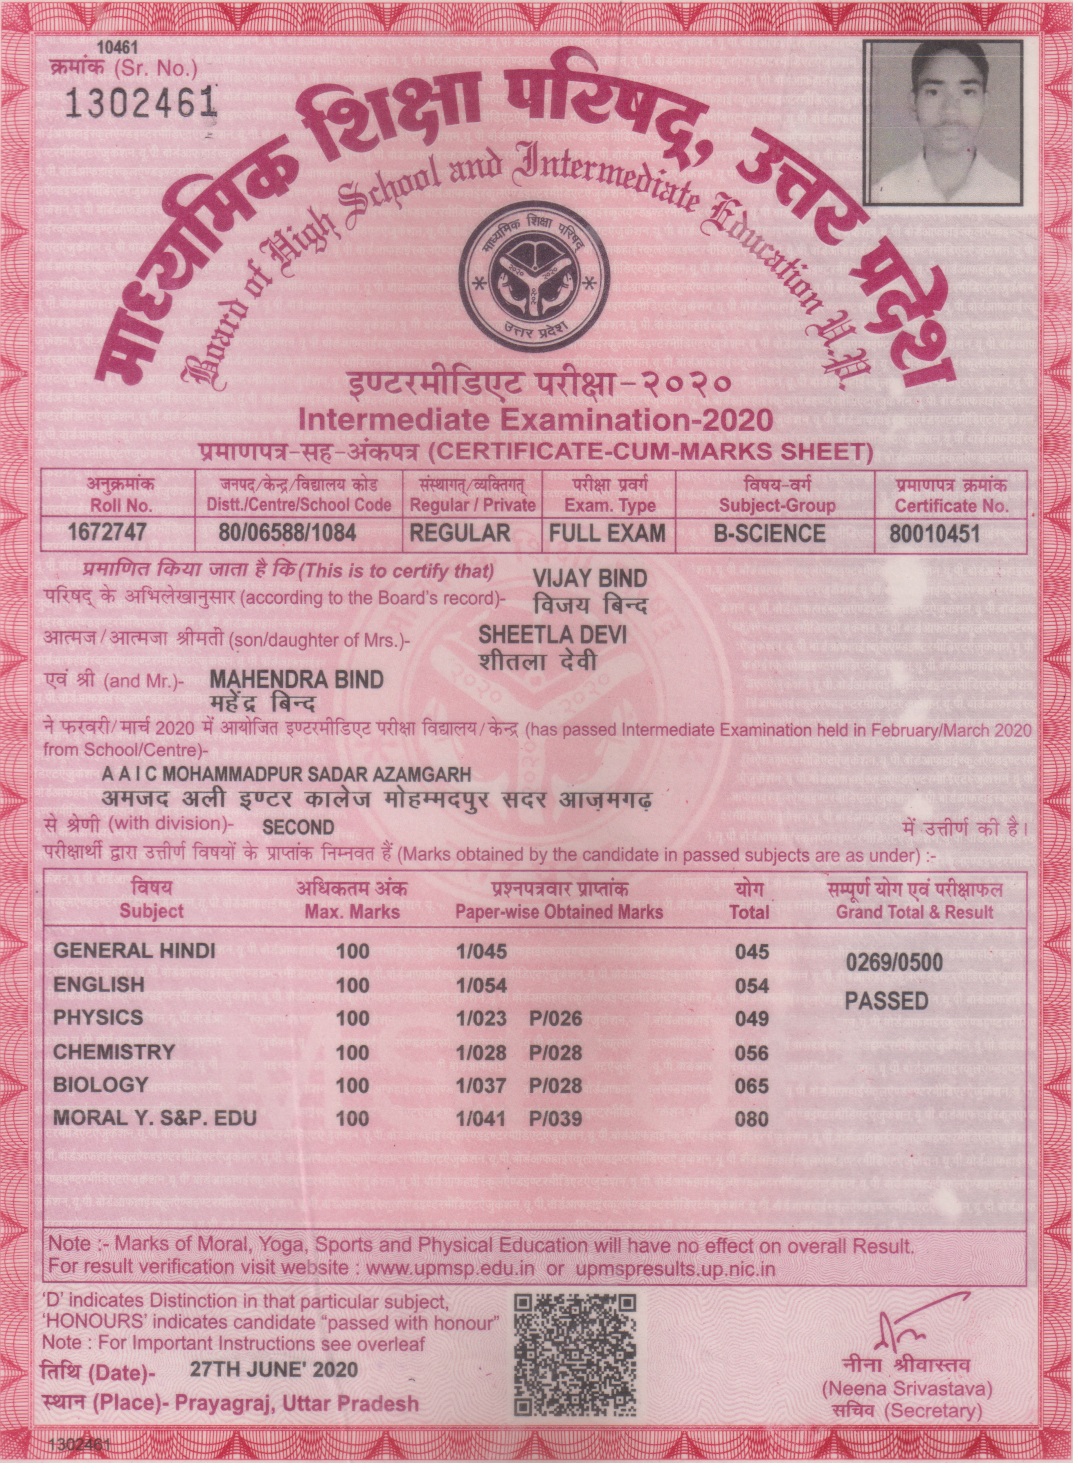 10461
क्रमांक (Sr. No.)
1302461
माध्यमिक शिक्षा परिषद्, उत्तर प्रदेश
Board of High School and Intermediate Education U.P.
माध्यमिक शिक्षा परिषद्
२०२० २०२०
२०२०
उत्तर प्रदेश
इण्टरमीडिएट परीक्षा-२०२०
Intermediate Examination-2020
प्रमाणपत्र-सह-अंकपत्र (CERTIFICATE-CUM-MARKS SHEET)
अनुक्रमांक जनपद/केन्द्र/विद्यालय कोड संस्थागत/व्यक्तिगत परीक्षा प्रवर्ग विषय-वर्ग प्रमाणपत्र क्रमांक
Roll No. Distt./Centre/School Code Regular / Private Exam. Type Subject-Group Certificate No.
1672747 80/06588/1084 REGULAR FULL EXAM B-SCIENCE 80010451
प्रमाणित किया जाता है कि (This is to certify that) VIJAY BIND
परिषद् के अभिलेखानुसार (according to the Board's record)- विजय बिन्द
आत्मज/आत्मजा श्रीमती (son/daughter of Mrs.)- SHEETLA DEVI
शीतला देवी
एवं श्री (and Mr.)- MAHENDRA BIND
महेंद्र बिन्द
ने फरवरी/मार्च 2020 में आयोजित इण्टरमीडिएट परीक्षा विद्यालय/केन्द्र (has passed Intermediate Examination held in February/March 2020
from School/Centre)-
A A I C MOHAMMADPUR SADAR AZAMGARH
अमजद अली इण्टर कालेज मोहम्मदपुर सदर आज़मगढ़
से श्रेणी (with division)- SECOND में उत्तीर्ण की है।
परीक्षार्थी द्वारा उत्तीर्ण विषयों के प्राप्तांक निम्नवत हैं (Marks obtained by the candidate in passed subjects are as under) :-
विषय अधिकतम अंक प्रश्नपत्रवार प्राप्तांक योग सम्पूर्ण योग एवं परीक्षाफल
Subject Max. Marks Paper-wise Obtained Marks Total Grand Total & Result
GENERAL HINDI 100 1/045 045 0269/0500
ENGLISH 100 1/054 054 PASSED
PHYSICS 100 1/023 P/026 049
CHEMISTRY 100 1/028 P/028 056
BIOLOGY 100 1/037 P/028 065
MORAL Y. S&P. EDU 100 1/041 P/039 080
Note :- Marks of Moral, Yoga, Sports and Physical Education will have no effect on overall Result.
For result verification visit website : www.upmsp.edu.in or upmspresults.up.nic.in
'D' indicates Distinction in that particular subject,
'HONOURS' indicates candidate "passed with honour"
Note : For Important Instructions see overleaf
तिथि (Date)- 27TH JUNE' 2020
स्थान (Place)- Prayagraj, Uttar Pradesh
नीना श्रीवास्तव
(Neena Srivastava)
सचिव (Secretary)
1302461